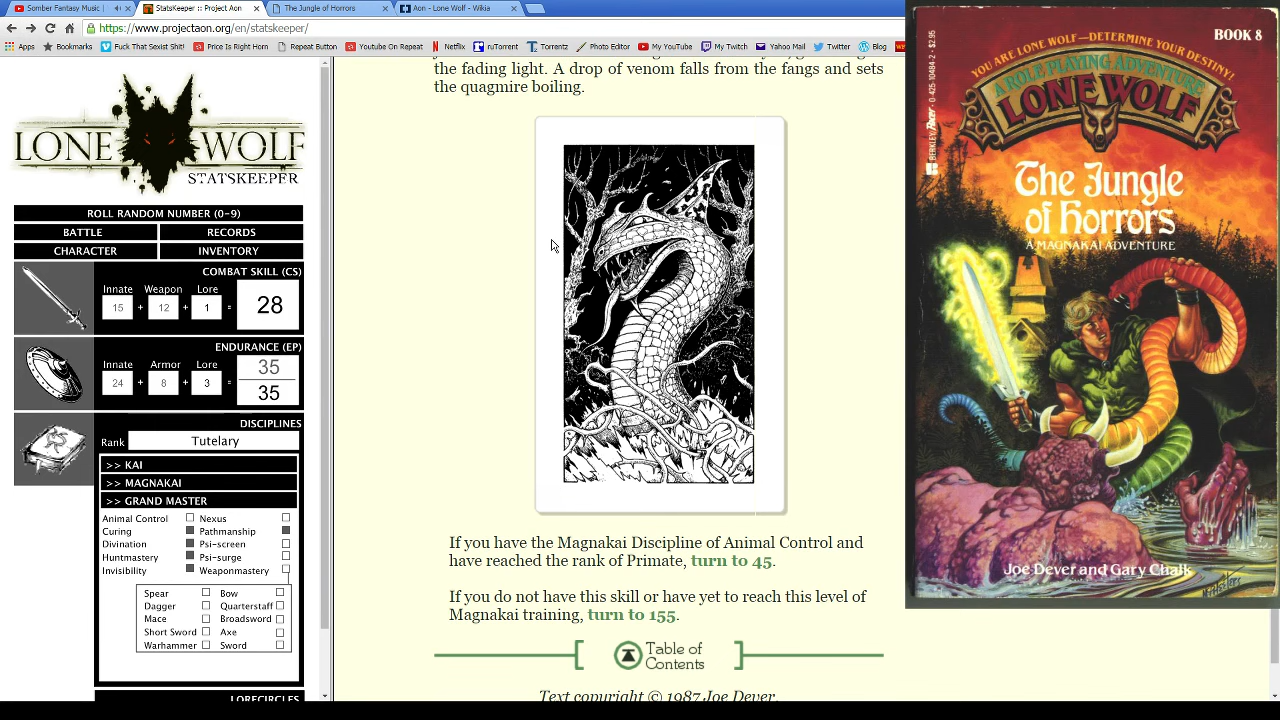 Somber Fantasy Music |
StatsKeeper :: Project Aon
The Jungle of Horrors
Aon - Lone Wolf - Wikia
https://www.projectaon.org/en/statskeeper/
Apps
Bookmarks
Fuck That Sexist Shit!
Price is Right Horn
Repeat Button
Youtube On Repeat
Netflix
ruTorrent
Torrentz
Photo Editor
My YouTube
My Twitch
Yahoo Mail
Twitter
Blog
LONE WOLF
STATSKEEPER
ROLL RANDOM NUMBER (0-9)
BATTLE
RECORDS
CHARACTER
INVENTORY
COMBAT SKILL (CS)
Innate Weapon Lore
15 + 12 + 1 = 28
ENDURANCE (EP)
Innate Armor Lore
24 + 8 + 3 = 35
35
DISCIPLINES
Rank Tutelary
>> KAI
>> MAGNAKAI
>> GRAND MASTER
Animal Control Nexus
Curing Pathmanship
Divination Psi-screen
Huntmastery Psi-surge
Invisibility Weaponmastery
Spear Bow
Dagger Quarterstaff
Mace Broadsword
Short Sword Axe
Warhammer Sword
LORECIRCLES
the fading light. A drop of venom falls from the fangs and sets
the quagmire boiling.
If you have the Magnakai Discipline of Animal Control and
have reached the rank of Primate, turn to 45.
If you do not have this skill or have yet to reach this level of
Magnakai training, turn to 155.
Table of
Contents
Text copyright © 1987 Joe Dever.
BOOK 8
YOU ARE LONE WOLF—DETERMINE YOUR DESTINY!
A ROLE PLAYING ADVENTURE
LONE WOLF
The Jungle
of Horrors
A MAGNAKAI ADVENTURE
BERKLEY/Pacer • 0-425-10484-2 • $2.95
Joe Dever and Gary Chalk